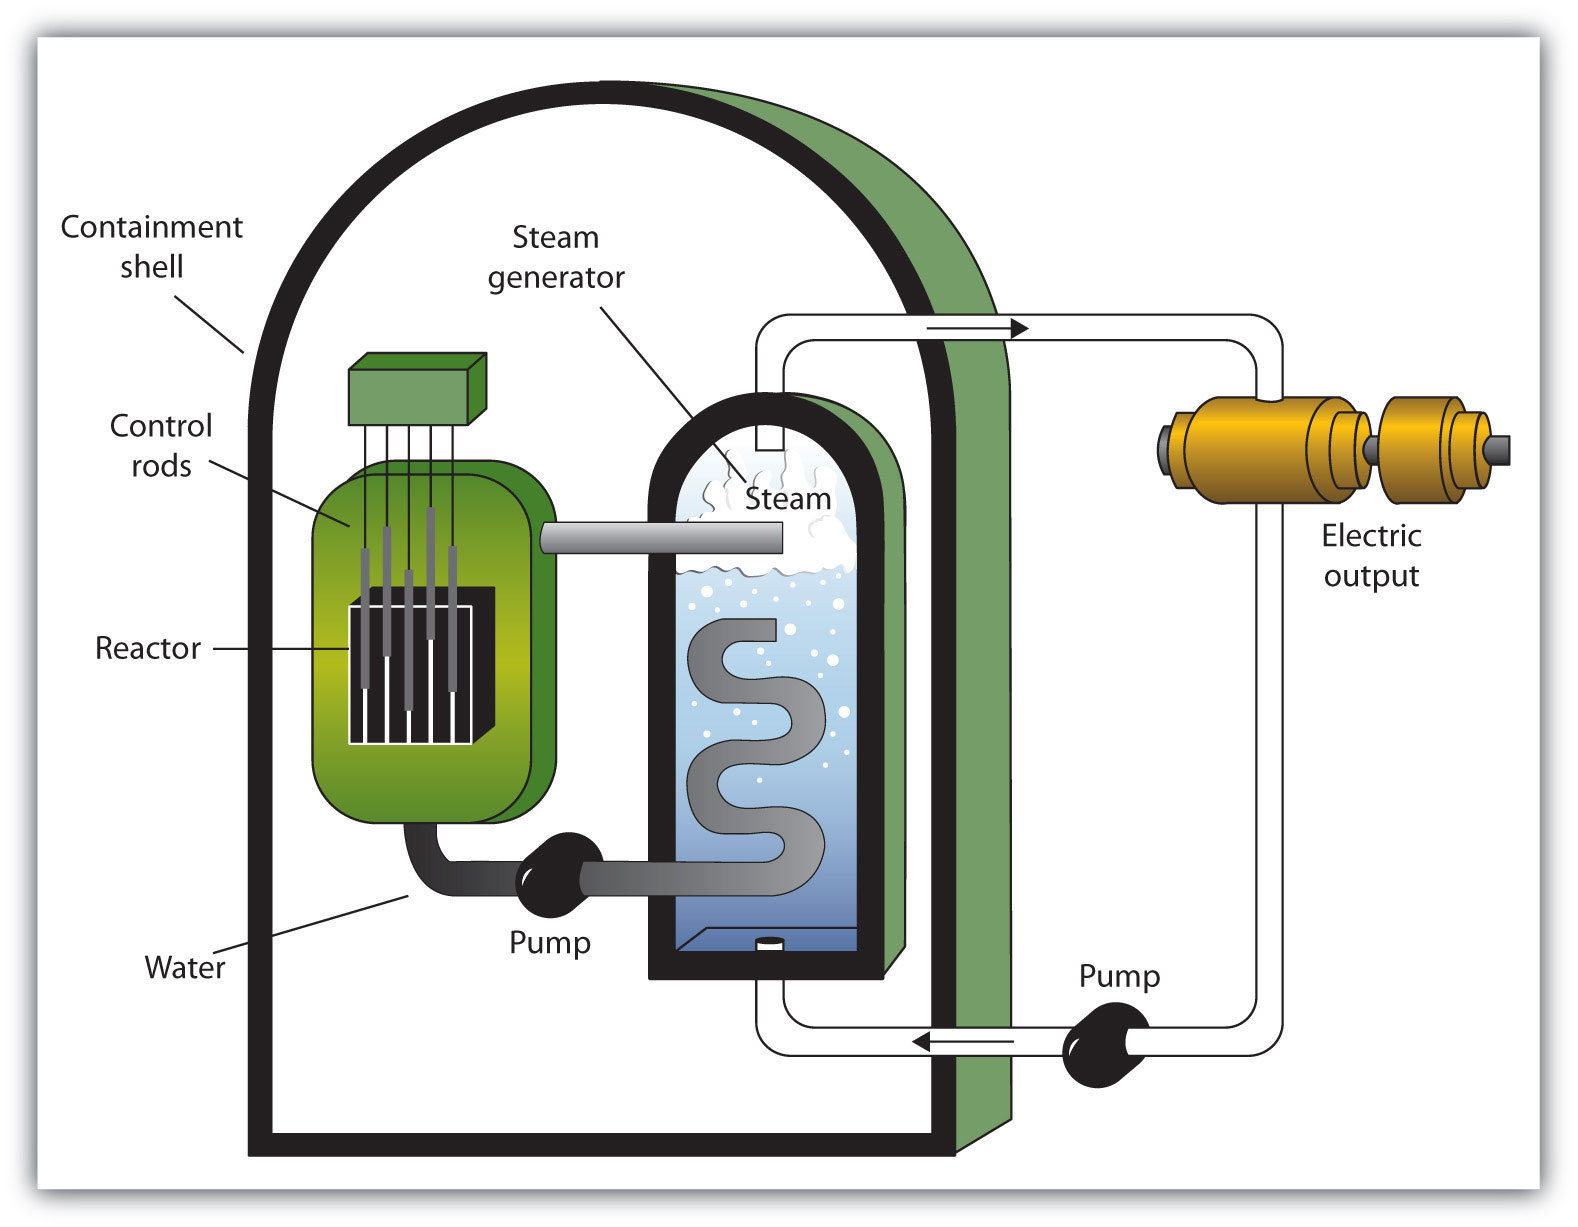 Containment
shell
Steam
generator
Control
rods
Steam
Electric
output
Reactor
Pump
Water
Pump